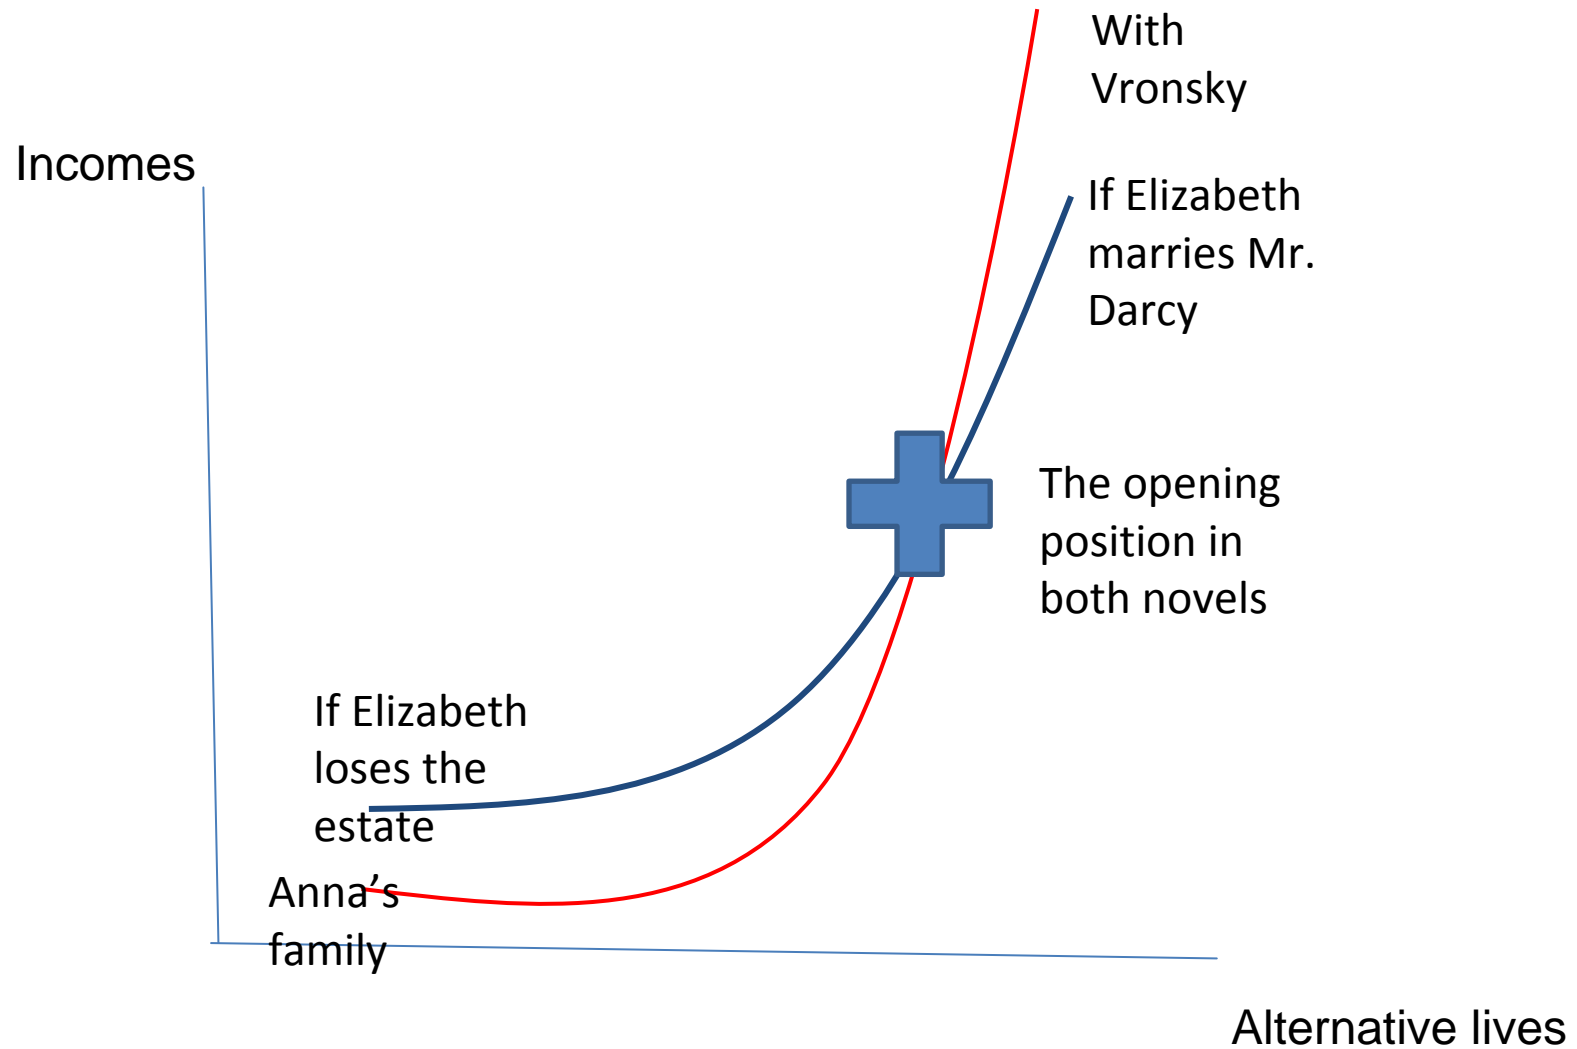 With
Vronsky
Incomes
If Elizabeth
marries Mr.
Darcy
The opening
position in
both novels
If Elizabeth
loses the
estate
Anna’s
family
Alternative lives